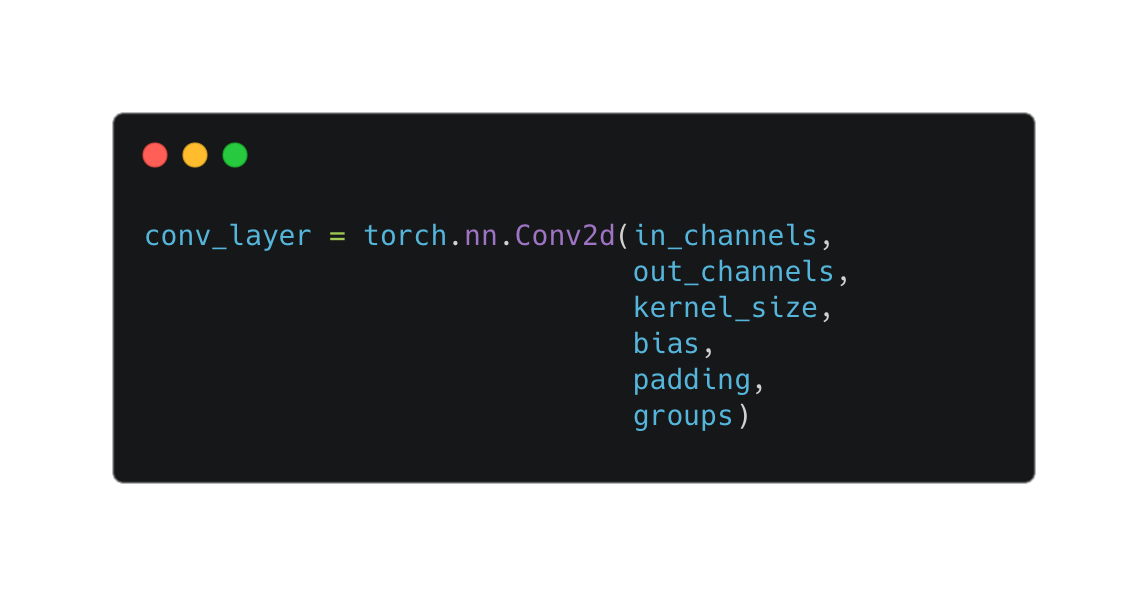 conv_layer = torch.nn.Conv2d(in_channels,
                             out_channels,
                             kernel_size,
                             bias,
                             padding,
                             groups)